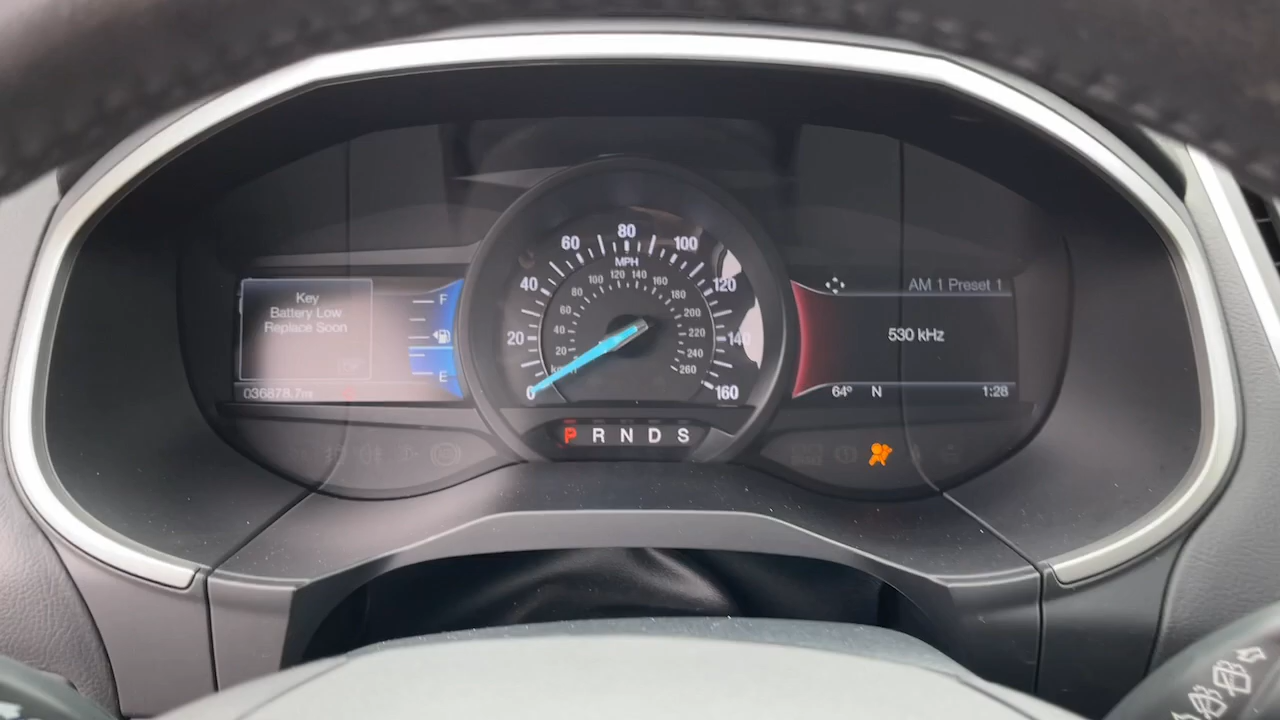 Key
Battery Low
Replace Soon
F
E
036878.7mi
0
20
40
60
80
100
120
140
160
MPH
20
40
60
80
100
120
140
160
180
200
220
240
260
P R N D S
AM 1 Preset 1
530 kHz
64° N 1:28